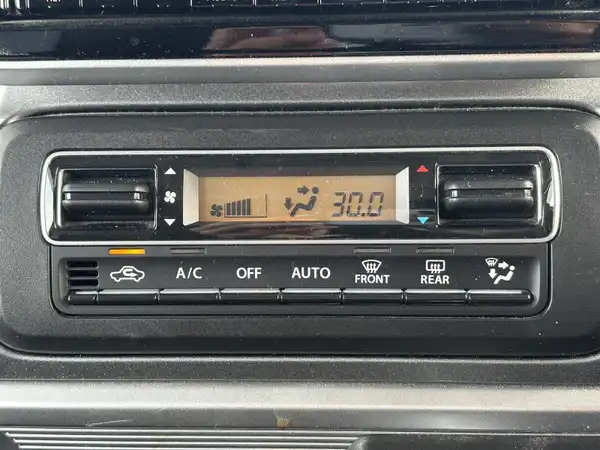 30.0
A/C OFF AUTO FRONT REAR